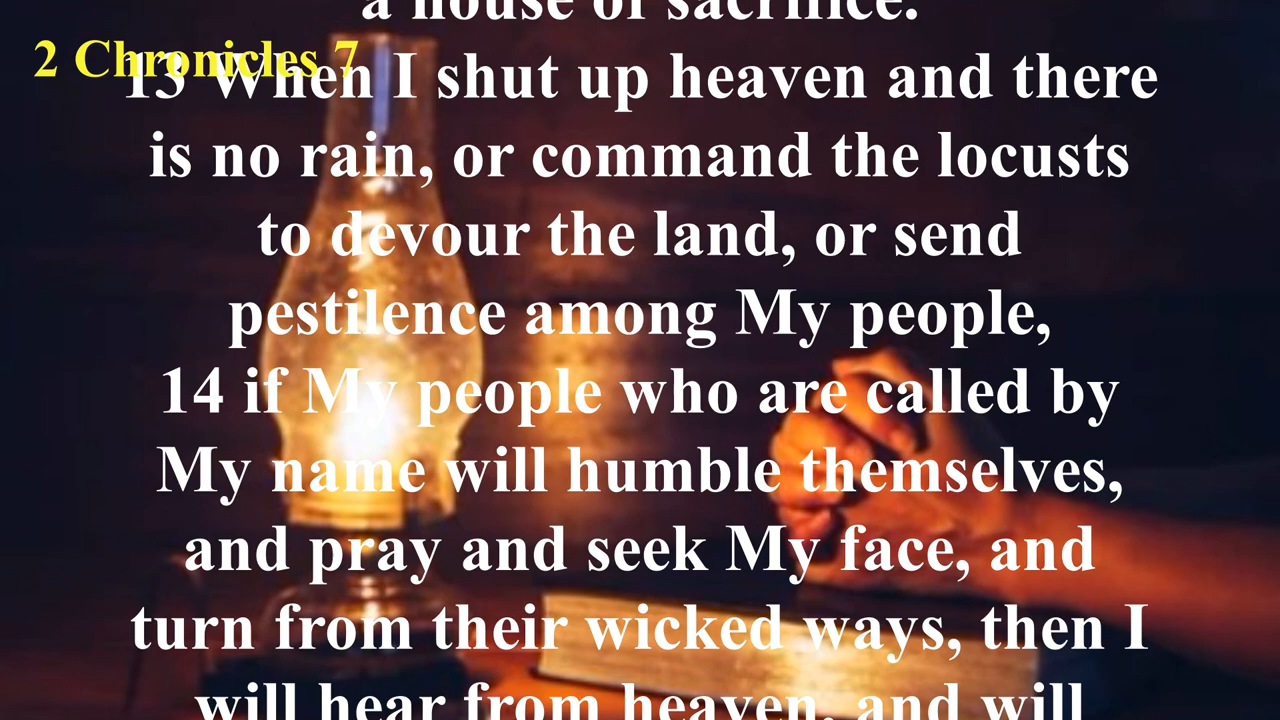 a house of sacrifice.
2 Chronicles 7
13 When I shut up heaven and there
is no rain, or command the locusts
to devour the land, or send
pestilence among My people,
14 if My people who are called by
My name will humble themselves,
and pray and seek My face, and
turn from their wicked ways, then I
will hear from heaven, and will